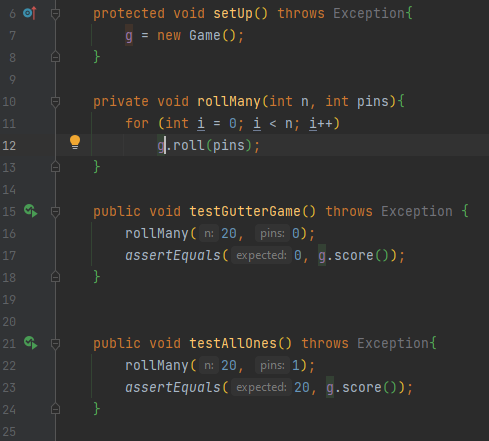 6 protected void setUp() throws Exception{
7 g = new Game();
8 }
9
10 private void rollMany(int n, int pins){
11 for (int i = 0; i < n; i++)
12 g.roll(pins);
13 }
14
15 public void testGutterGame() throws Exception {
16 rollMany( n: 20, pins: 0);
17 assertEquals( expected: 0, g.score());
18 }
19
20
21 public void testAllOnes() throws Exception{
22 rollMany( n: 20, pins: 1);
23 assertEquals( expected: 20, g.score());
24 }
25